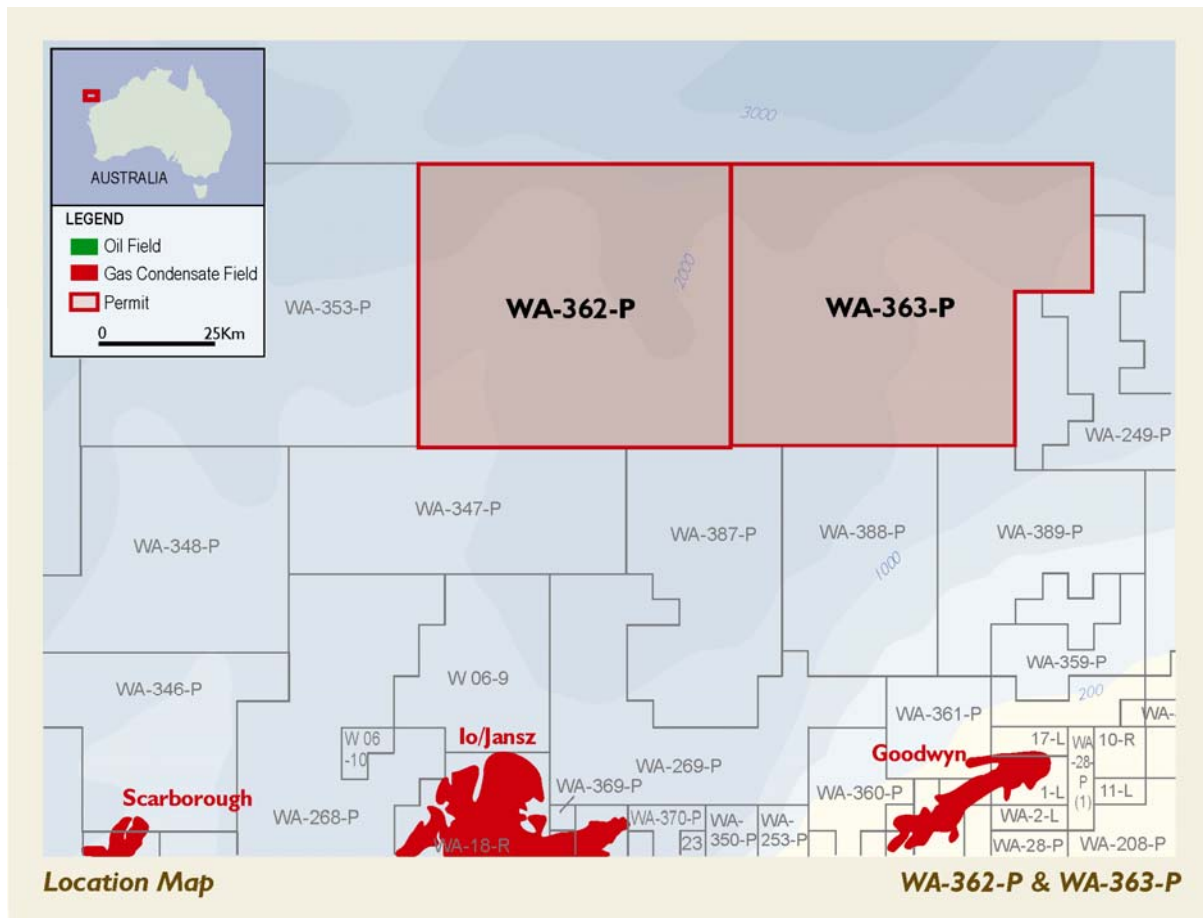 AUSTRALIA
LEGEND
Oil Field
Gas Condensate Field
Permit
0 25Km
3000
2000
WA-353-P
WA-362-P
WA-363-P
WA-249-P
WA-347-P
WA-348-P
WA-387-P
WA-388-P
WA-389-P
1000
WA-346-P
W 06-9
WA-359-P
200
WA-361-P
WA-
W 06
-10
Io/Jansz
Goodwyn
17-L
WA
-28-
P
(1)
10-R
Scarborough
WA-369-P
WA-269-P
WA-360-P
1-L
11-L
WA-268-P
WA-370-P
23
WA-
350-P
WA-
253-P
WA-2-L
WA-18-R
WA-28-P
WA-208-P
Location Map
WA-362-P & WA-363-P